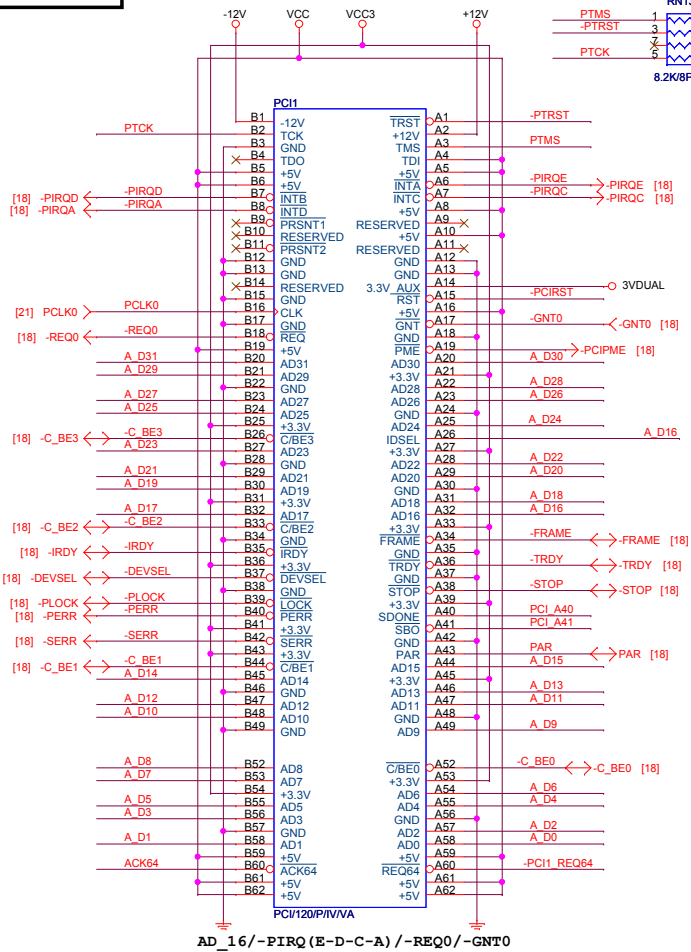 -12V VCC VCC3 +12V
PTMS 1
-PTRST 3
7
PTCK 5
8.2K/8P
PCI1
B1 -12V TRST A1 -PTRST
PTCK B2 TCK +12V A2
B3 GND TMS A3 PTMS
B4 TDO TDI A4
B5 +5V +5V A5
B6 +5V INTA A6 -PIRQE -PIRQE [18]
[18] -PIRQD -PIRQD B7 INTB INTC A7 -PIRQC -PIRQC [18]
[18] -PIRQA -PIRQA B8 INTD +5V A8
B9 PRSNT1 RESERVED A9
B10 RESERVED +5V A10
B11 PRSNT2 RESERVED A11
B12 GND GND A12
B13 GND GND A13
B14 RESERVED 3.3V_AUX A14 3VDUAL
B15 GND RST A15 -PCIRST
[21] PCLK0 PCLK0 B16 CLK +5V A16
B17 GND GNT A17 -GNT0 -GNT0 [18]
[18] -REQ0 -REQ0 B18 REQ GND A18
B19 +5V PME A19 -PCIPME [18]
A_D31 B20 AD31 AD30 A20 A_D30
A_D29 B21 AD29 +3.3V A21
B22 GND AD28 A22 A_D28
A_D27 B23 AD27 AD26 A23 A_D26
A_D25 B24 AD25 GND A24
B25 +3.3V AD24 A25 A_D24
[18] -C_BE3 -C_BE3 B26 C/BE3 IDSEL A26 A_D16
A_D23 B27 AD23 +3.3V A27
B28 GND AD22 A28 A_D22
A_D21 B29 AD21 AD20 A29 A_D20
A_D19 B30 AD19 GND A30
B31 +3.3V AD18 A31 A_D18
A_D17 B32 AD17 AD16 A32 A_D16
[18] -C_BE2 -C_BE2 B33 C/BE2 +3.3V A33
B34 GND FRAME A34 -FRAME -FRAME [18]
[18] -IRDY -IRDY B35 IRDY GND A35
B36 +3.3V TRDY A36 -TRDY -TRDY [18]
[18] -DEVSEL -DEVSEL B37 DEVSEL GND A37
B38 GND STOP A38 -STOP -STOP [18]
[18] -PLOCK -PLOCK B39 LOCK +3.3V A39
[18] -PERR -PERR B40 PERR SDONE A40 PCI_A40
B41 +3.3V SBO A41 PCI_A41
[18] -SERR -SERR B42 SERR GND A42
B43 +3.3V PAR A43 PAR PAR [18]
[18] -C_BE1 -C_BE1 B44 C/BE1 AD15 A44 A_D15
A_D14 B45 AD14 +3.3V A45
B46 GND AD13 A46 A_D13
A_D12 B47 AD12 AD11 A47 A_D11
A_D10 B48 AD10 GND A48
B49 GND AD9 A49 A_D9
A_D8 B52 AD8 C/BE0 A52 -C_BE0 -C_BE0 [18]
A_D7 B53 AD7 +3.3V A53
B54 +3.3V AD6 A54 A_D6
A_D5 B55 AD5 AD4 A55 A_D4
A_D3 B56 AD3 GND A56
B57 GND AD2 A57 A_D2
A_D1 B58 AD1 AD0 A58 A_D0
B59 +5V +5V A59
ACK64 B60 ACK64 REQ64 A60 -PCI1_REQ64
B61 +5V +5V A61
B62 +5V +5V A62
PCI/120/P/IV/VA
AD_16/-PIRQ(E-D-C-A)/-REQ0/-GNT0